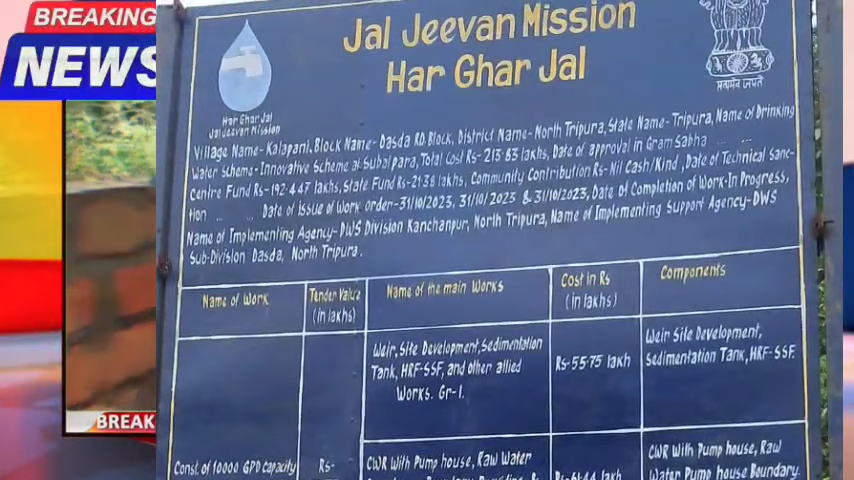 BREAKING
NEWS
BREAK
Jal Jeevan Mission
Har Ghar Jal
Har Ghar Jal
Jal Jeevan Mission
सत्यमेव जयते
Village Name- Kalapani, Block Name- Dasda RD Block, District Name- North Tripura, State Name- Tripura, Name of Drinking
Water Scheme- Innovative Scheme at Subalpara, Total Cost Rs- 213.83 lakhs, Date of approval in Gram Sabha
Centre Fund Rs-192.447 lakhs, State Fund Rs-21.38 lakhs, Community Contribution Rs-Nil Cash/Kind, Date of Technical Sanc-
tion ... ... Date of Issue of Work order-31/10/2023, 31/10/2023 & 31/10/2023, Date of Completion of Work-In Progress,
Name of Implementing Agency-DWS Division Kanchanpur, North Tripura, Name of Implementing Support Agency-DWS
Sub-Division Dasda, North Tripura.
Name of Work
Tender Value
(in lakhs)
Name of the main Works
Cost in Rs
(in lakhs)
Components
Weir, Site Development, Sedimentation
Tank, HRF-SSF, and other allied
Works. Gr-1.
Rs-55.75 lakh
Weir Site Development,
Sedimentation Tank, HRF-SSF.
Const. of 10000 GPD capacity
Rs-
CWR With Pump house, Raw Water
Rs-61.44 lakh
CWR With Pump house, Raw
Water Pump house Boundary.